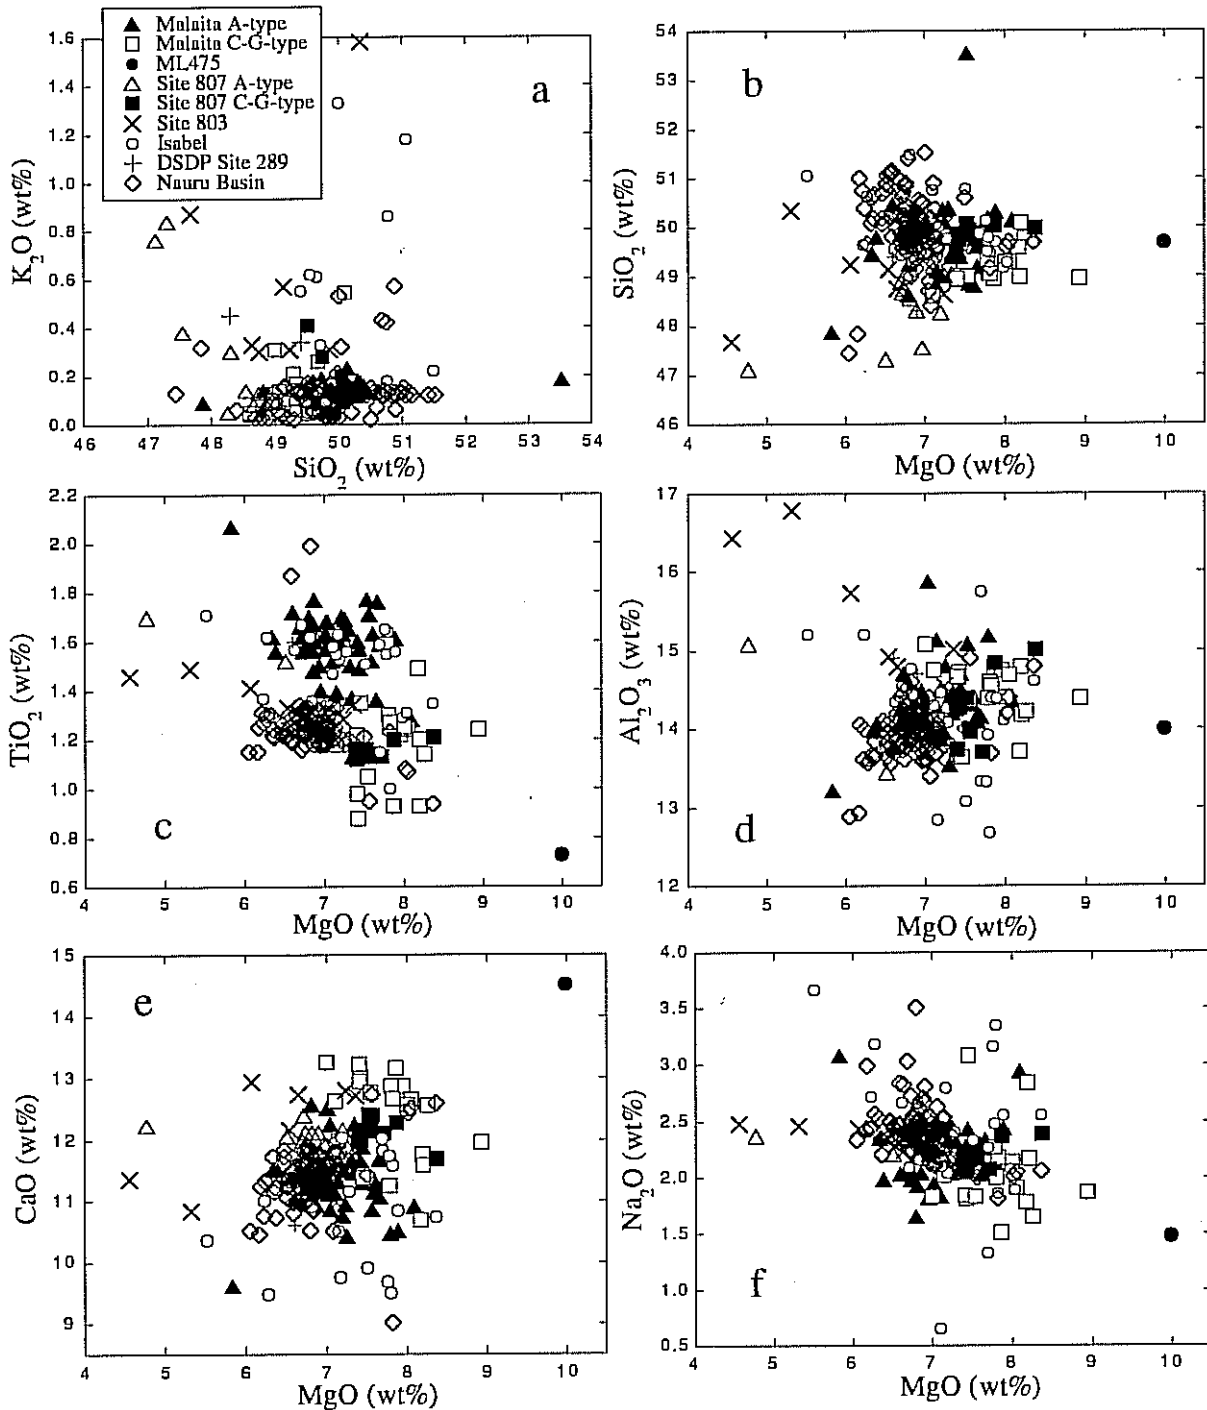 Malaita A-type
Malaita C-G-type
ML475
Site 807 A-type
Site 807 C-G-type
Site 803
Isabel
DSDP Site 289
Nauru Basin
1.6
1.4
1.2
1.0
0.8
0.6
0.4
0.2
0.0
K₂O (wt%)
a
46 47 48 49 50 51 52 53 54
SiO₂ (wt%)
54
53
52
51
50
49
48
47
46
SiO₂ (wt%)
b
4 5 6 7 8 9 10
MgO (wt%)
2.2
2.0
1.8
1.6
1.4
1.2
1.0
0.8
0.6
TiO₂ (wt%)
c
4 5 6 7 8 9 10
MgO (wt%)
17
16
15
14
13
12
Al₂O₃ (wt%)
d
4 5 6 7 8 9 10
MgO (wt%)
15
14
13
12
11
10
9
CaO (wt%)
e
4 5 6 7 8 9 10
MgO (wt%)
4.0
3.5
3.0
2.5
2.0
1.5
1.0
0.5
Na₂O (wt%)
f
4 5 6 7 8 9 10
MgO (wt%)